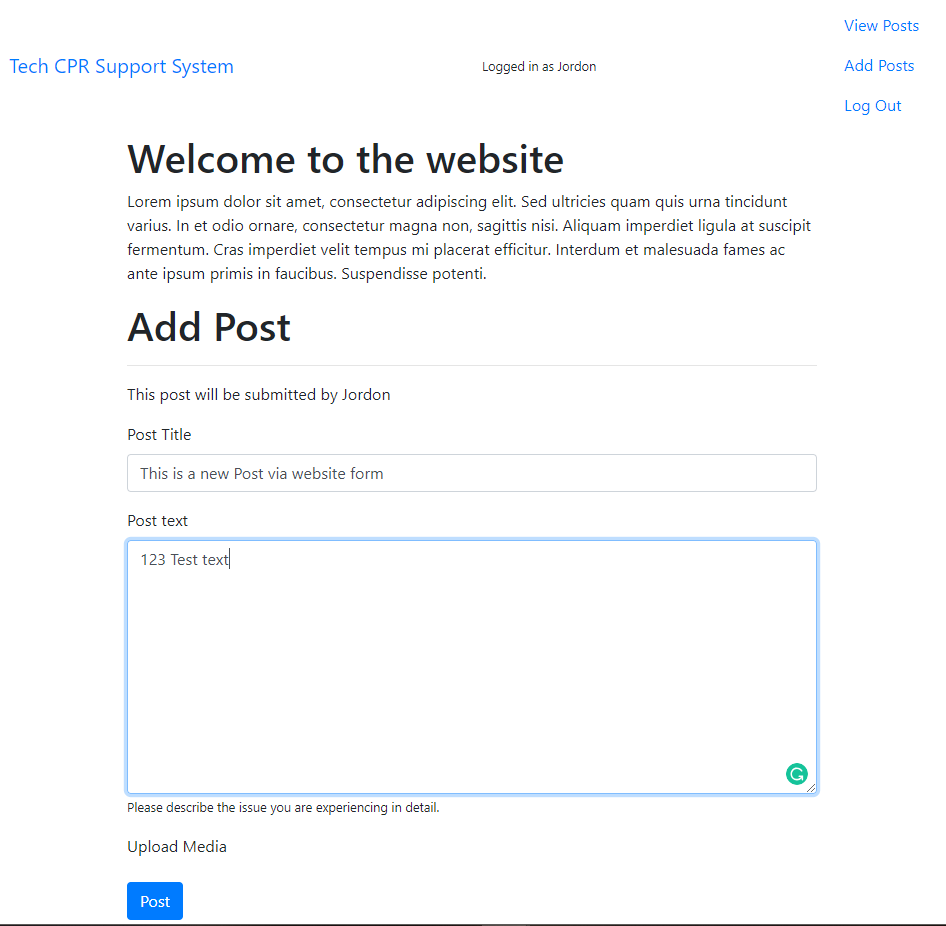 View Posts
Tech CPR Support System
Logged in as Jordon
Add Posts
Log Out
Welcome to the website
Lorem ipsum dolor sit amet, consectetur adipiscing elit. Sed ultricies quam quis urna tincidunt
varius. In et odio ornare, consectetur magna non, sagittis nisi. Aliquam imperdiet ligula at suscipit
fermentum. Cras imperdiet velit tempus mi placerat efficitur. Interdum et malesuada fames ac
ante ipsum primis in faucibus. Suspendisse potenti.
Add Post
This post will be submitted by Jordon
Post Title
This is a new Post via website form
Post text
123 Test text
Please describe the issue you are experiencing in detail.
Upload Media
Post